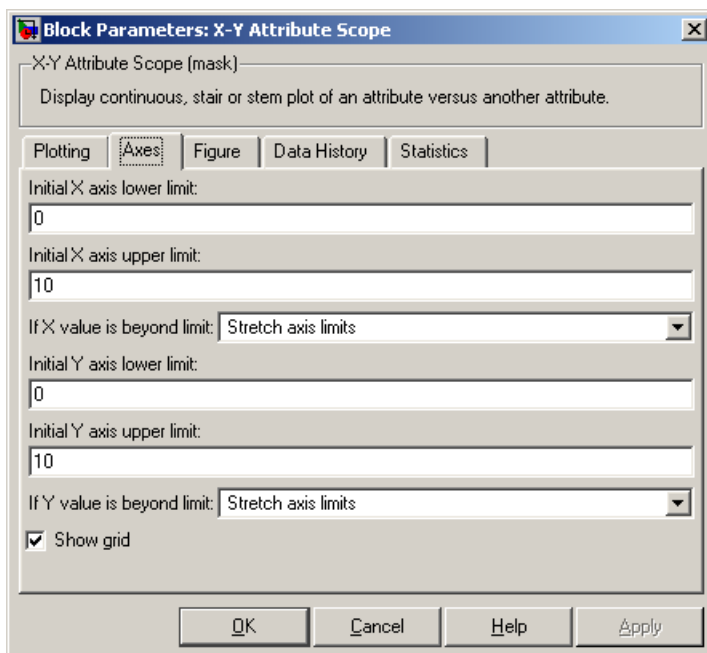 Block Parameters: X-Y Attribute Scope
X-Y Attribute Scope (mask)
Display continuous, stair or stem plot of an attribute versus another attribute.
Plotting Axes Figure Data History Statistics
Initial X axis lower limit:
0
Initial X axis upper limit:
10
If X value is beyond limit: Stretch axis limits
Initial Y axis lower limit:
0
Initial Y axis upper limit:
10
If Y value is beyond limit: Stretch axis limits
Show grid
OK Cancel Help Apply